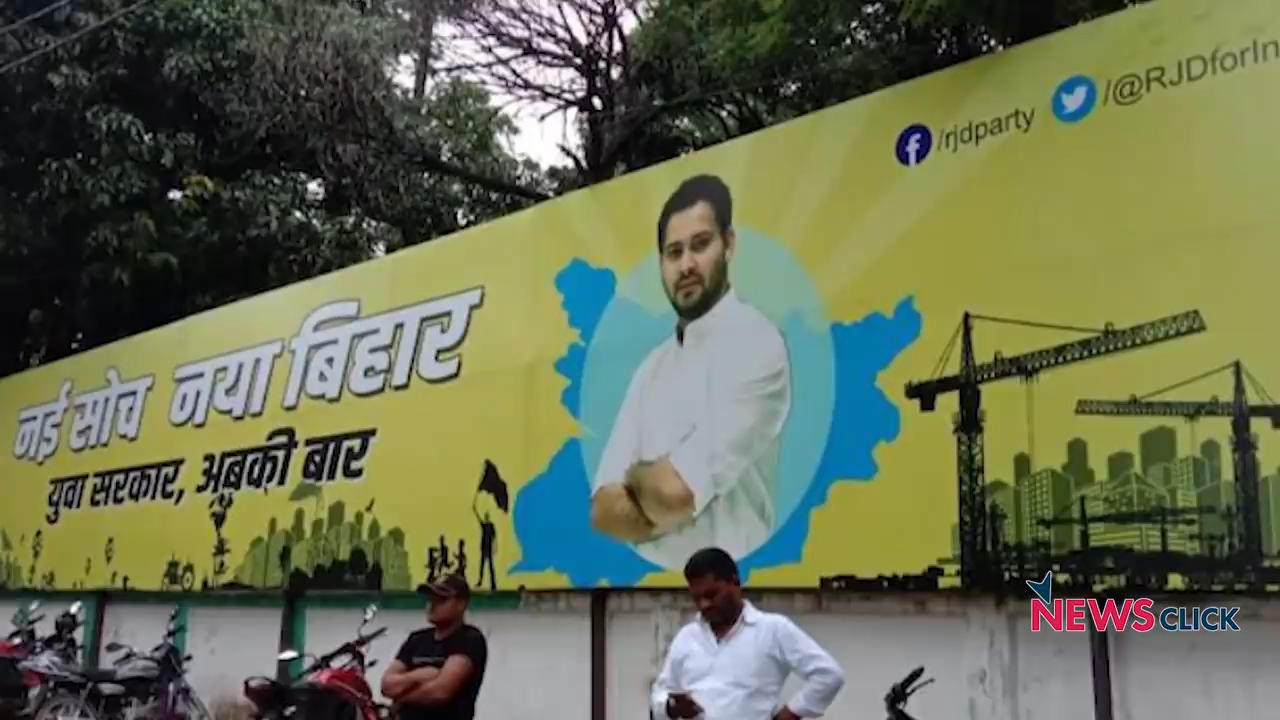 /rjdparty /@RJDforIn
नई सोच नया बिहार
युवा सरकार, अबकी बार
NEWSCLICK